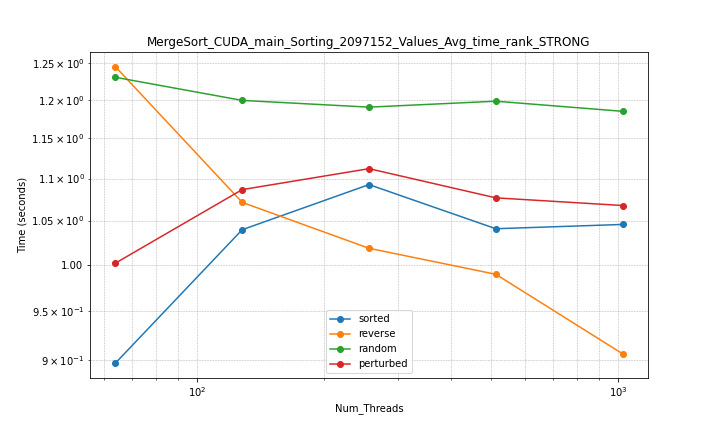 MergeSort_CUDA_main_Sorting_2097152_Values_Avg_time_rank_STRONG
1.25 × 10⁰
1.2 × 10⁰
1.15 × 10⁰
1.1 × 10⁰
1.05 × 10⁰
1.00
9.5 × 10⁻¹
9 × 10⁻¹
Time (seconds)
sorted
reverse
random
perturbed
10²
10³
Num_Threads